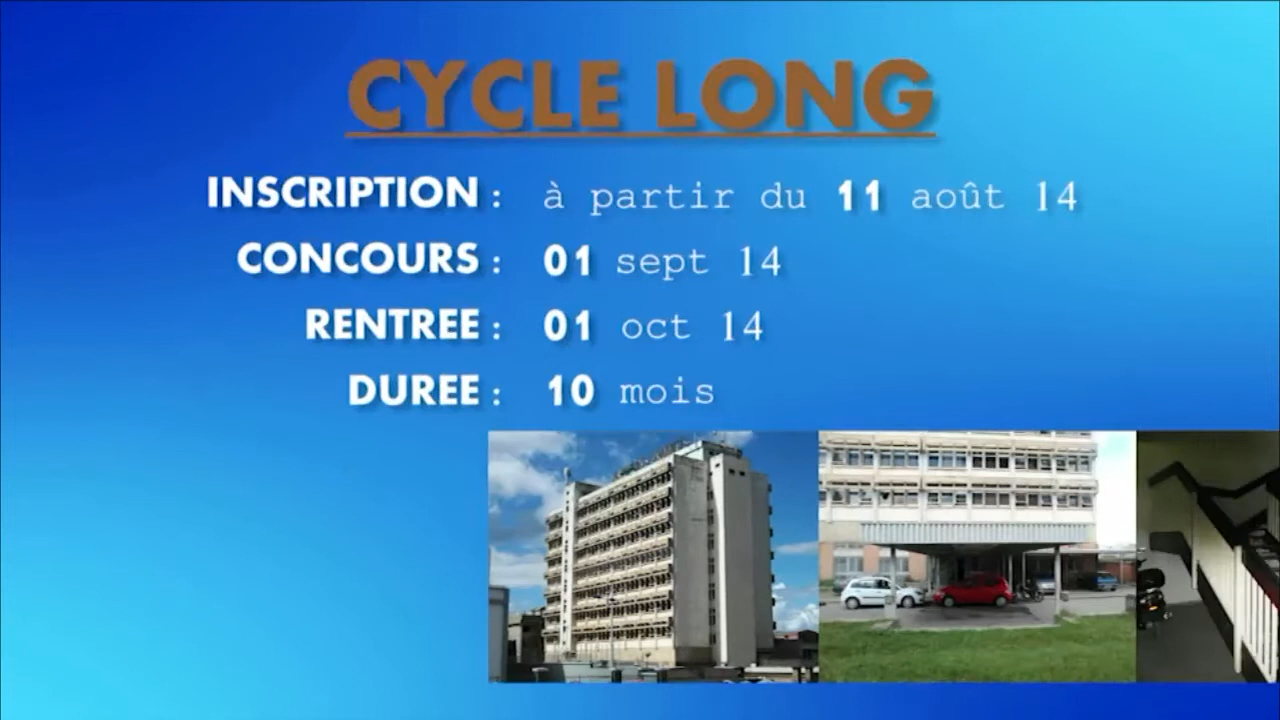 CYCLE LONG
INSCRIPTION : à partir du 11 août 14
CONCOURS : 01 sept 14
RENTREE : 01 oct 14
DUREE : 10 mois